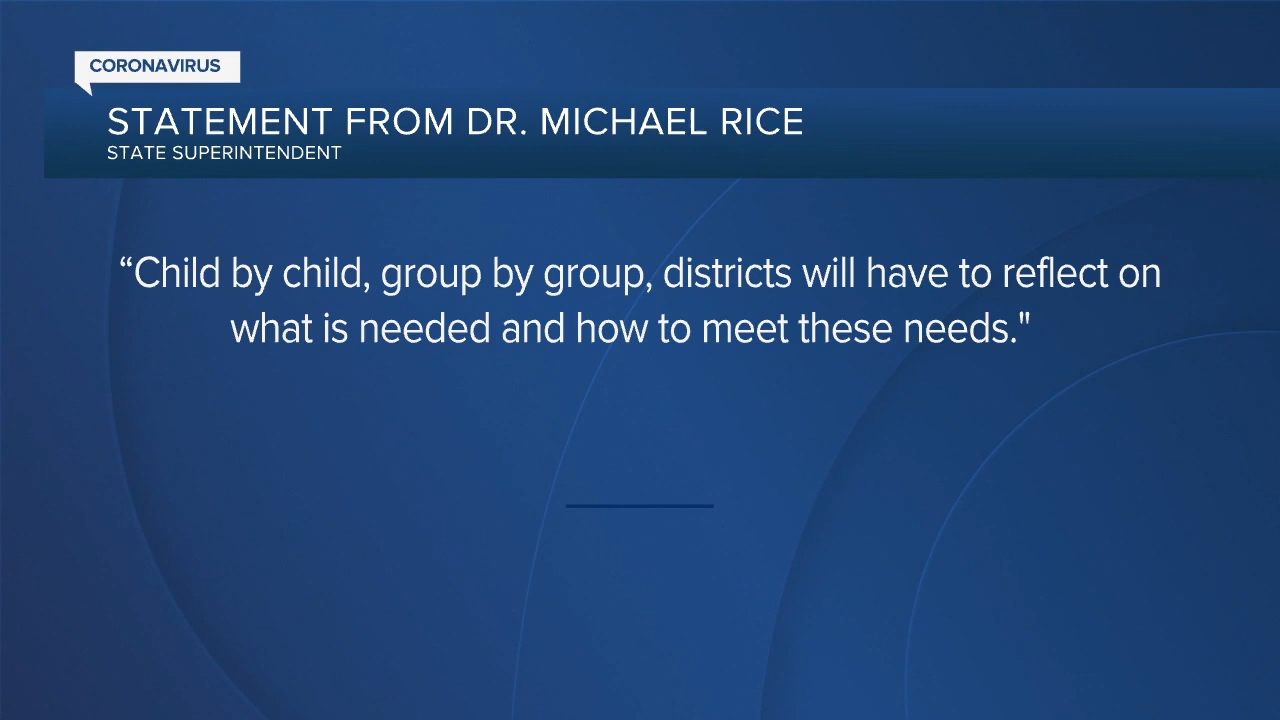 CORONAVIRUS
STATEMENT FROM DR. MICHAEL RICE
STATE SUPERINTENDENT
“Child by child, group by group, districts will have to reflect on
what is needed and how to meet these needs."